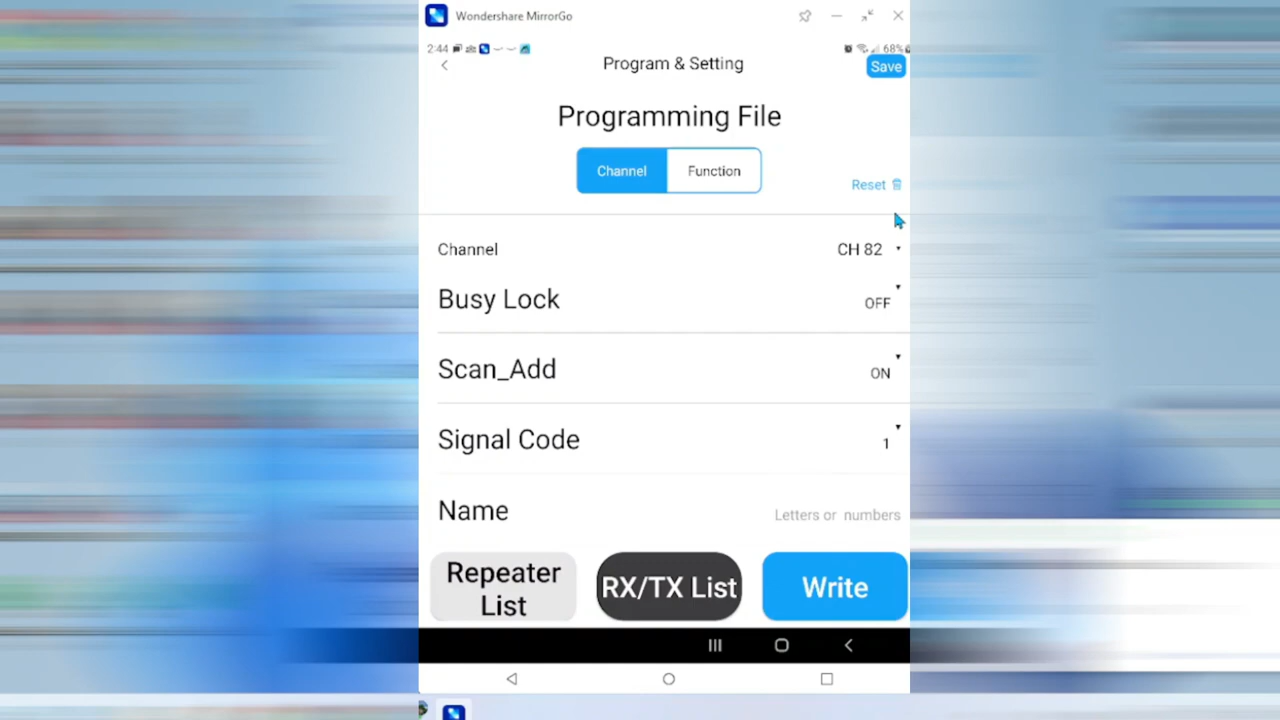 Wondershare MirrorGo
2:44
68%
Program & Setting
Save
Programming File
Channel
Function
Reset
Channel
CH 82
Busy Lock
OFF
Scan_Add
ON
Signal Code
1
Name
Letters or numbers
Repeater
List
RX/TX List
Write